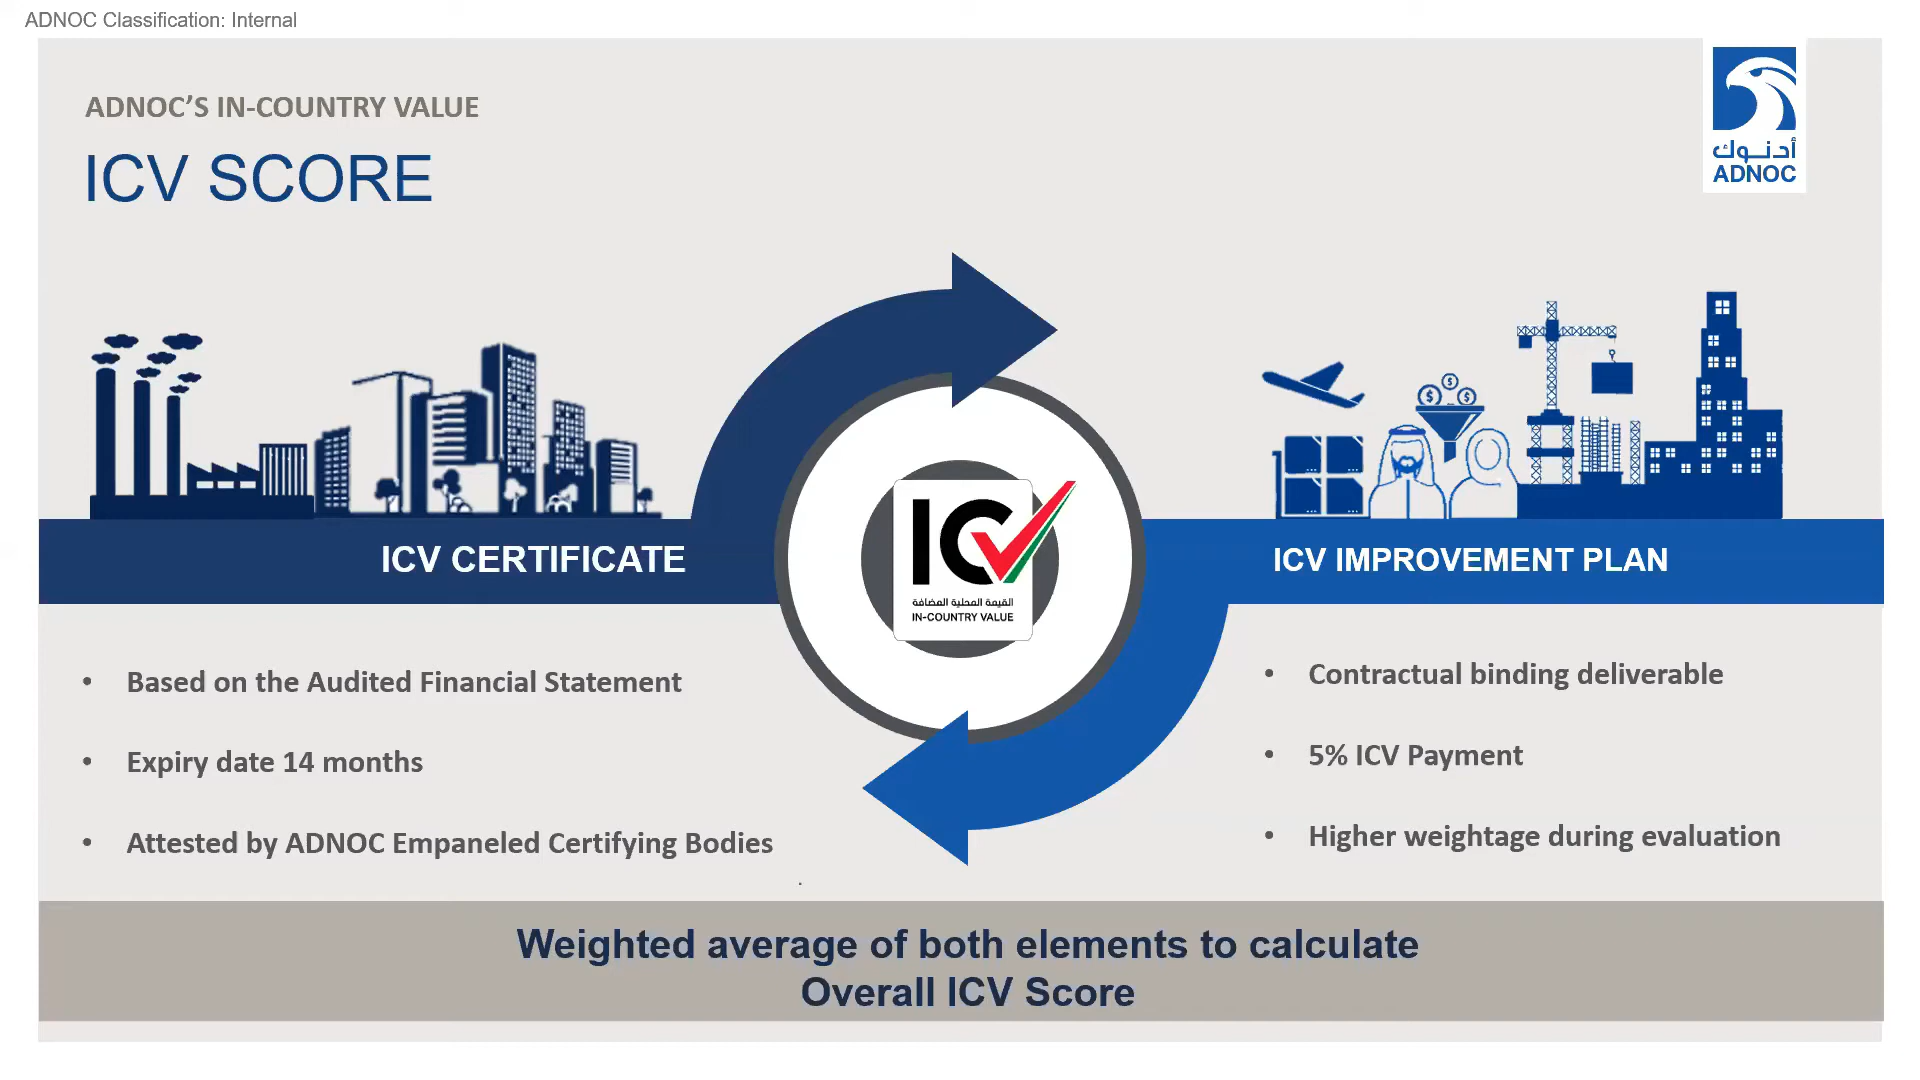 ADNOC Classification: Internal
ADNOC’S IN-COUNTRY VALUE
ICV SCORE
أدنوك
ADNOC
ICV CERTIFICATE
ICV
القيمة المحلية المضافة
IN-COUNTRY VALUE
ICV IMPROVEMENT PLAN
• Based on the Audited Financial Statement
• Expiry date 14 months
• Attested by ADNOC Empaneled Certifying Bodies
• Contractual binding deliverable
• 5% ICV Payment
• Higher weightage during evaluation
Weighted average of both elements to calculate
Overall ICV Score